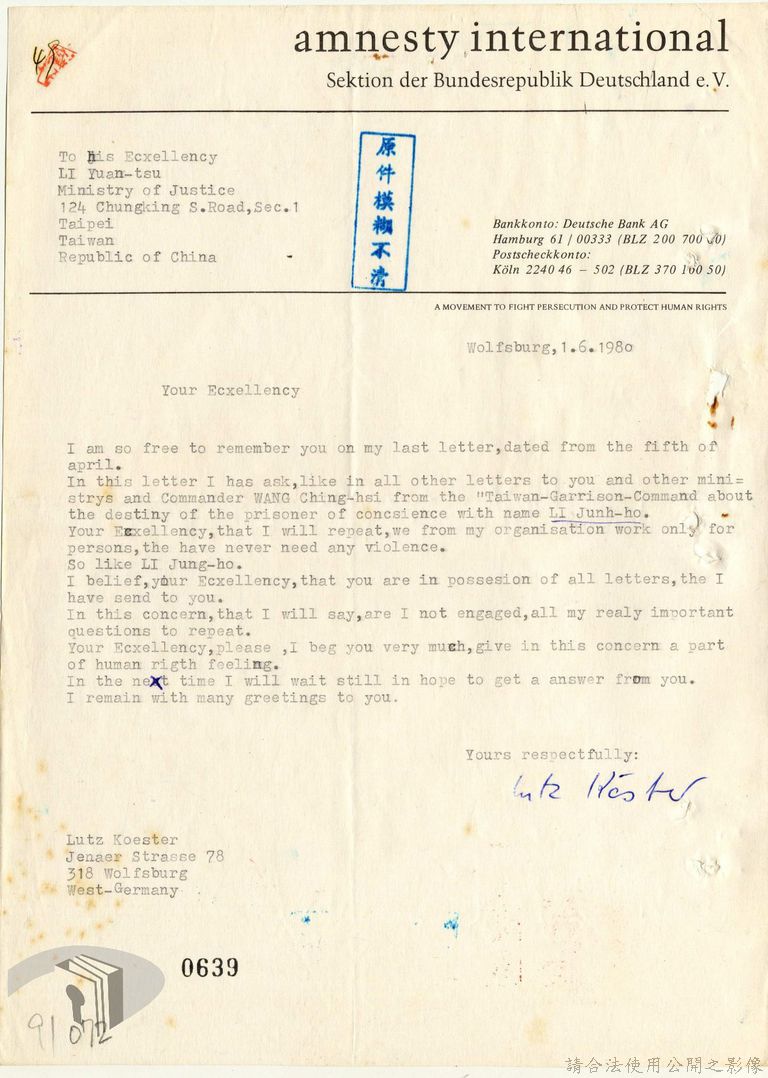 48
amnesty international
Sektion der Bundesrepublik Deutschland e. V.
To his Ecxellency
LI Yuan-tsu
Ministry of Justice
124 Chungking S.Road,Sec.1
Taipei
Taiwan
Republic of China
原件模糊不清
Bankkonto: Deutsche Bank AG
Hamburg 61 / 00333 (BLZ 200 700 00)
Postscheckkonto:
Köln 2240 46 – 502 (BLZ 370 100 50)
A MOVEMENT TO FIGHT PERSECUTION AND PROTECT HUMAN RIGHTS
Wolfsburg,1.6.1980
Your Ecxellency
I am so free to remember you on my last letter,dated from the fifth of
april.
In this letter I has ask,like in all other letters to you and other mini=
strys and Commander WANG Ching-hsi from the "Taiwan-Garrison-Command about
the destiny of the prisoner of concsience with name LI Junh-ho.
Your Ecxellency,that I will repeat,we from my organisation work only for
persons,the have never need any violence.
So like LI Jung-ho.
I belief,your Ecxellency,that you are in possesion of all letters,the I
have send to you.
In this concern,that I will say,are I not engaged,all my realy important
questions to repeat.
Your Ecxellency,please ,I beg you very much,give in this concern a part
of human rigth feeling.
In the next time I will wait still in hope to get a answer from you.
I remain with many greetings to you.
Yours respectfully:
Lutz Köster
Lutz Koester
Jenaer Strasse 78
318 Wolfsburg
West-Germany
0639
91 072
請合法使用公開之影像